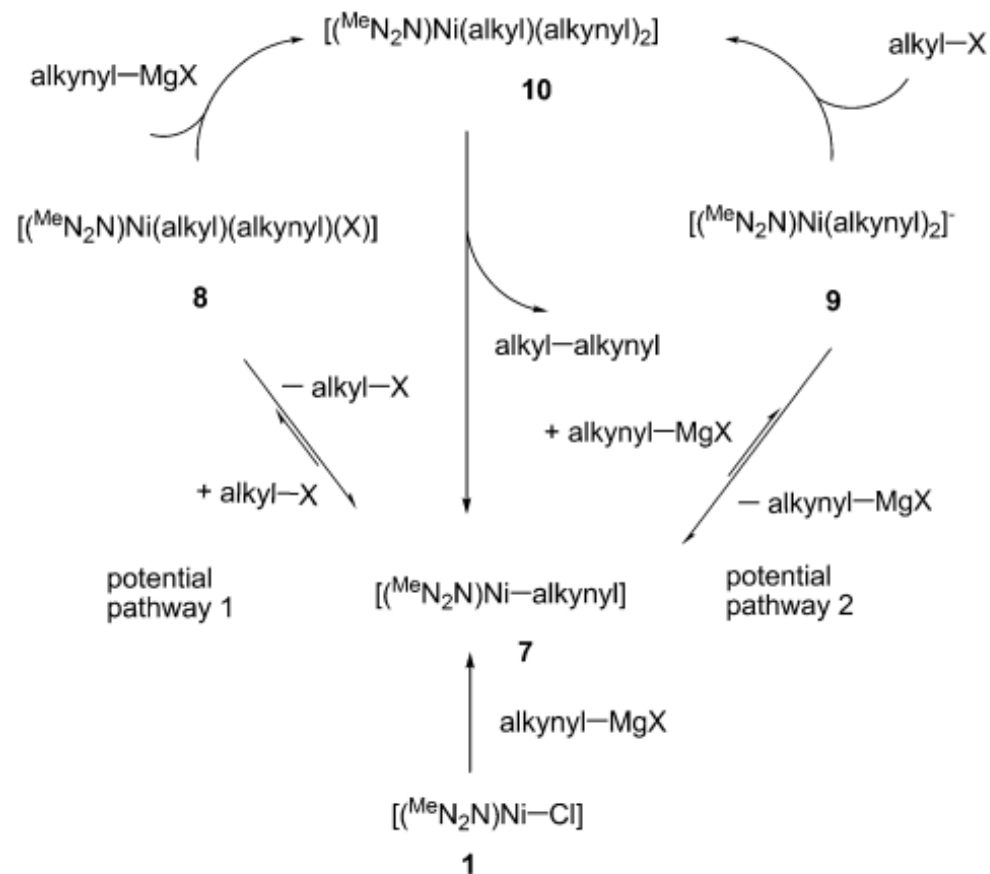 [(ᴹᵉN₂N)Ni(alkyl)(alkynyl)₂]
alkynyl–MgX
alkyl–X
10
[(ᴹᵉN₂N)Ni(alkyl)(alkynyl)(X)]
[(ᴹᵉN₂N)Ni(alkynyl)₂]⁻
8
9
alkyl–alkynyl
– alkyl–X
+ alkynyl–MgX
+ alkyl–X
– alkynyl–MgX
potential
pathway 1
[(ᴹᵉN₂N)Ni–alkynyl]
potential
pathway 2
7
alkynyl–MgX
[(ᴹᵉN₂N)Ni–Cl]
1